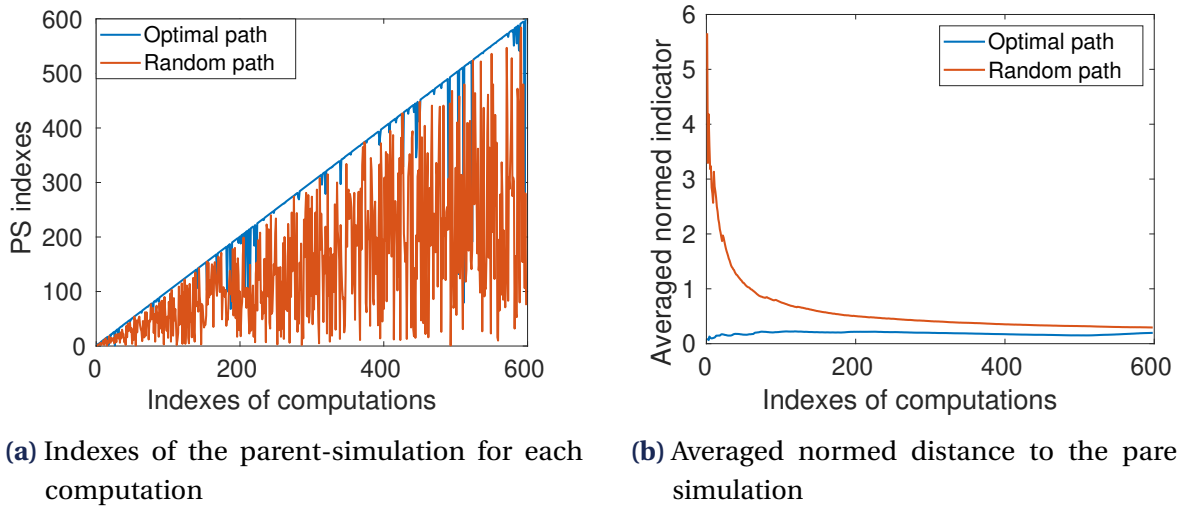 600
500
400
300
200
100
0
PS indexes
Optimal path
Random path
0
200
400
600
Indexes of computations
6
5
4
3
2
1
0
Averaged normed indicator
Optimal path
Random path
0
200
400
600
Indexes of computations
(a) Indexes of the parent-simulation for each
computation
(b) Averaged normed distance to the pare
simulation